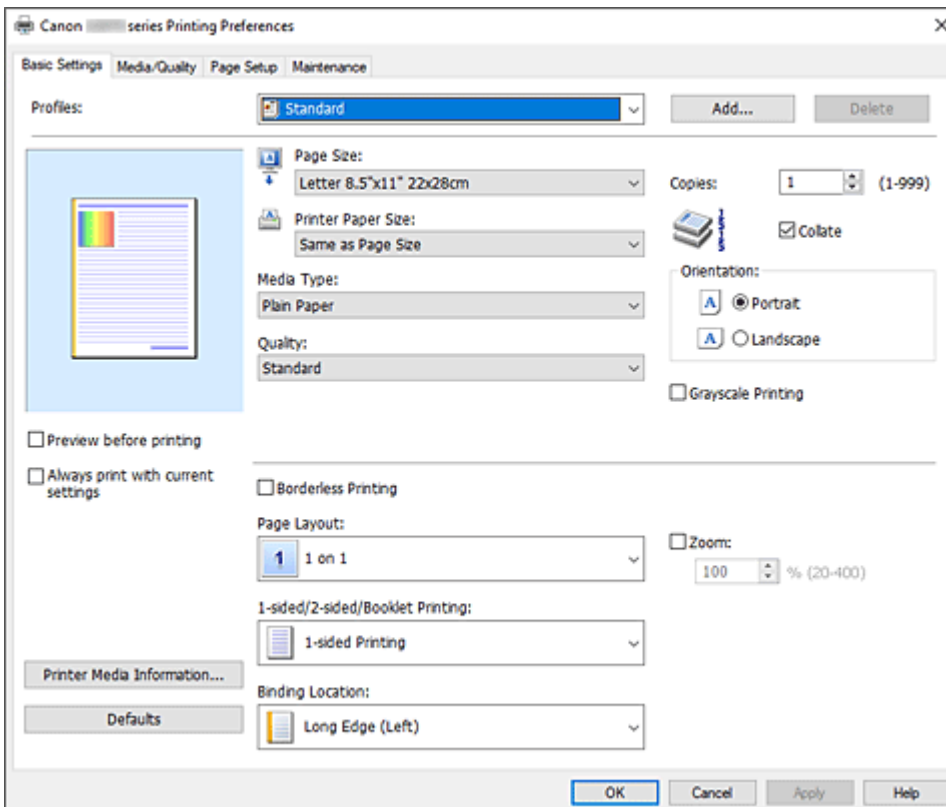 Canon series Printing Preferences
Basic Settings Media/Quality Page Setup Maintenance
Profiles:
Standard
Add...
Delete
Page Size:
Letter 8.5"x11" 22x28cm
Printer Paper Size:
Same as Page Size
Media Type:
Plain Paper
Quality:
Standard
Copies:
1
(1-999)
Collate
Orientation:
A Portrait
A Landscape
Grayscale Printing
Preview before printing
Always print with current
settings
Borderless Printing
Page Layout:
1 1 on 1
Zoom:
100 % (20-400)
1-sided/2-sided/Booklet Printing:
1-sided Printing
Binding Location:
Long Edge (Left)
Printer Media Information...
Defaults
OK Cancel Apply Help